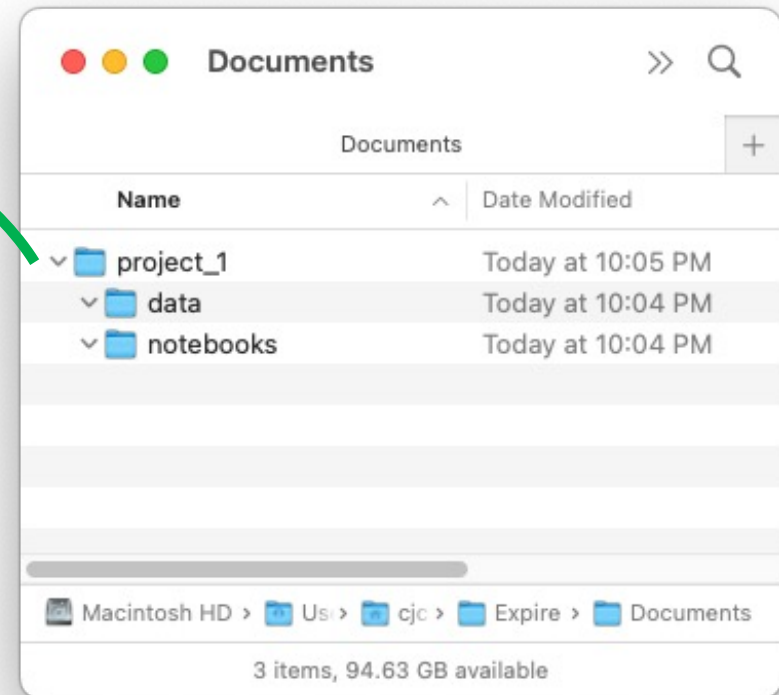 Documents
Documents +
Name Date Modified
project_1 Today at 10:05 PM
data Today at 10:04 PM
notebooks Today at 10:04 PM
Macintosh HD › Us › cjc › Expire › Documents
3 items, 94.63 GB available